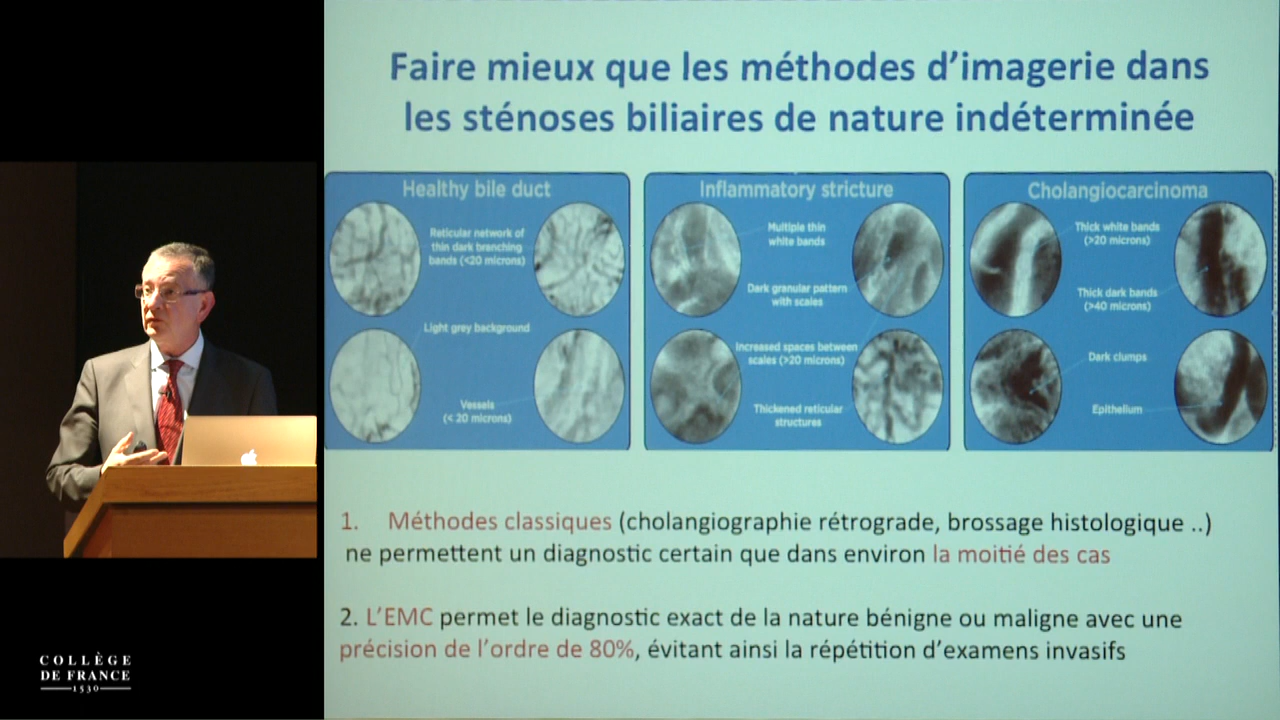 Faire mieux que les méthodes d'imagerie dans
les sténoses biliaires de nature indéterminée
Healthy bile duct
Reticular network of
thin dark branching
bands (<20 microns)
Light grey background
Vessels
(< 20 microns)
Inflammatory stricture
Multiple thin
white bands
Dark granular pattern
with scales
Increased spaces between
scales (>20 microns)
Thickened reticular
structures
Cholangiocarcinoma
Thick white bands
(>20 microns)
Thick dark bands
(>40 microns)
Dark clumps
Epithelium
1. Méthodes classiques (cholangiographie rétrograde, brossage histologique ..)
ne permettent un diagnostic certain que dans environ la moitié des cas
2. L'EMC permet le diagnostic exact de la nature bénigne ou maligne avec une
précision de l'ordre de 80%, évitant ainsi la répétition d'examens invasifs
COLLÈGE
DE FRANCE
1530